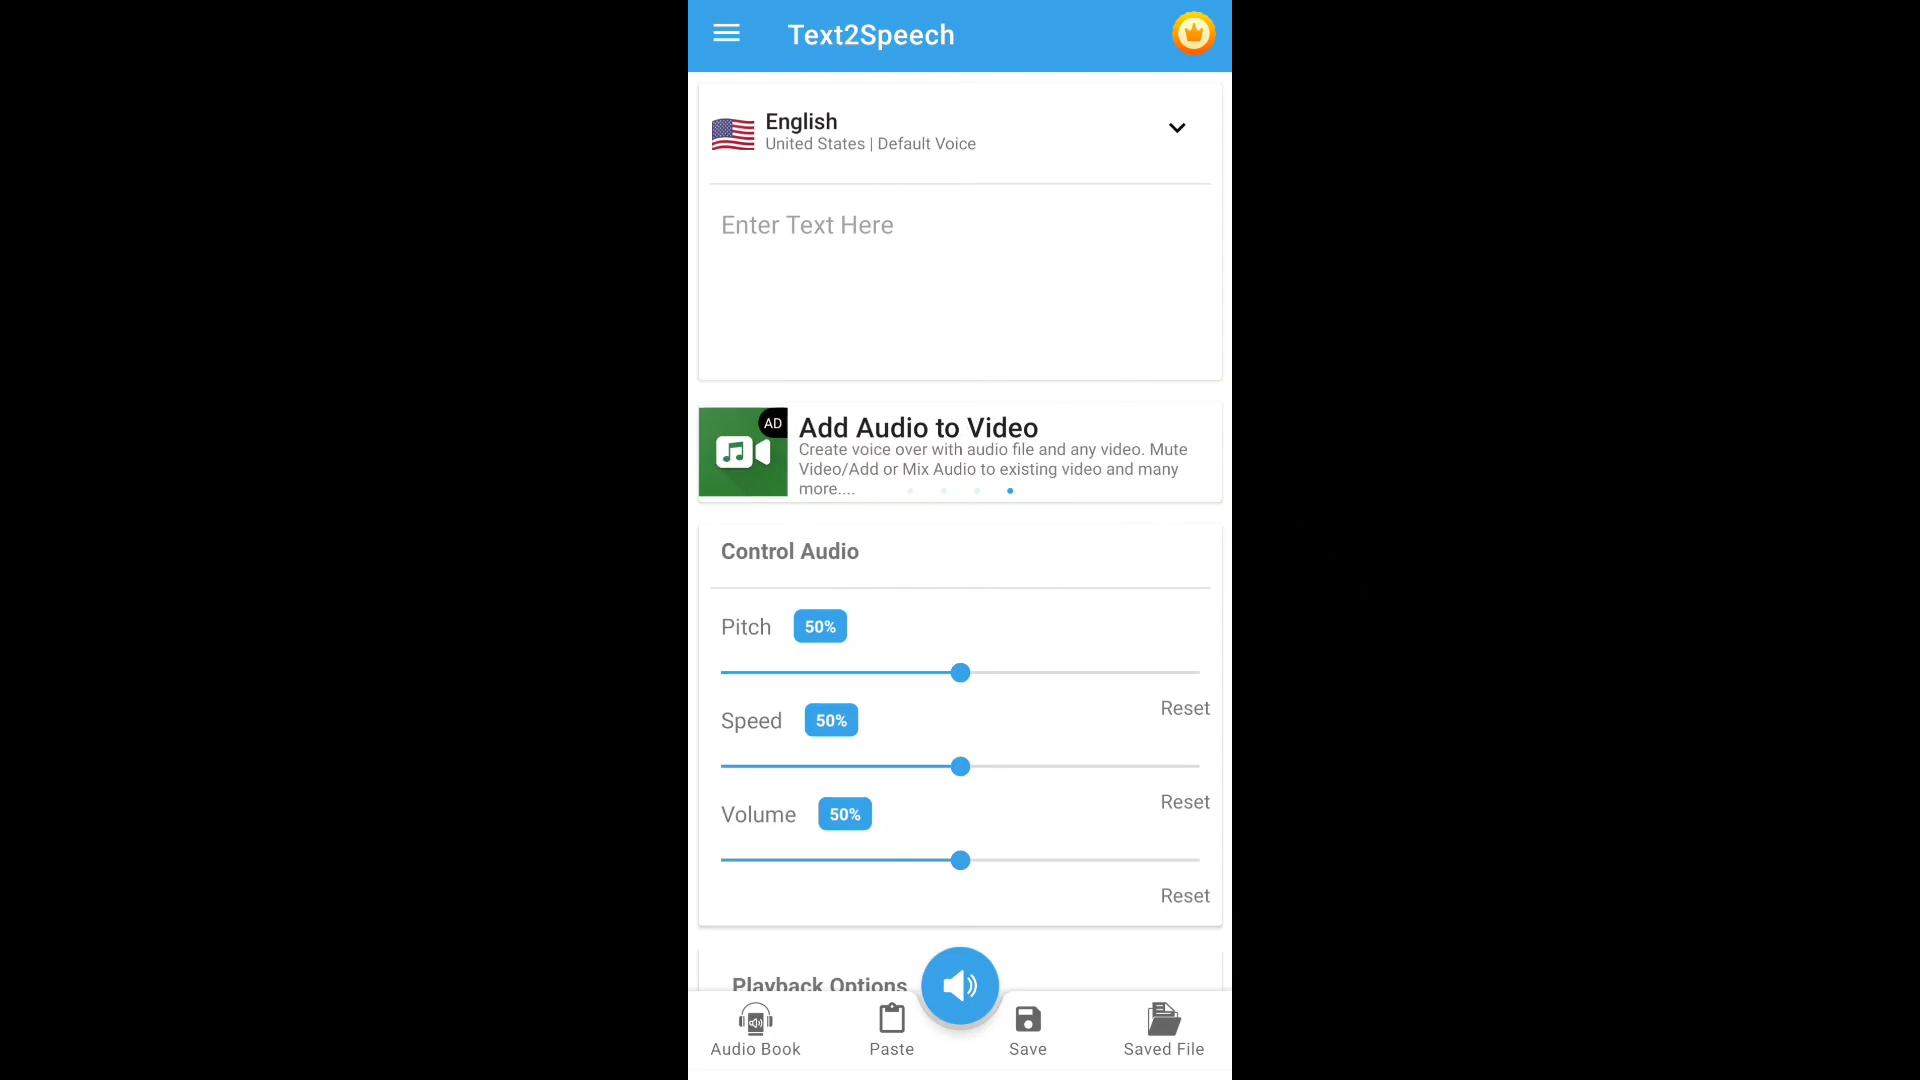 Text2Speech
English
United States | Default Voice
Enter Text Here
AD
Add Audio to Video
Create voice over with audio file and any video. Mute
Video/Add or Mix Audio to existing video and many
more....
Control Audio
Pitch 50%
Reset
Speed 50%
Reset
Volume 50%
Reset
Playback Options
Audio Book
Paste
Save
Saved File